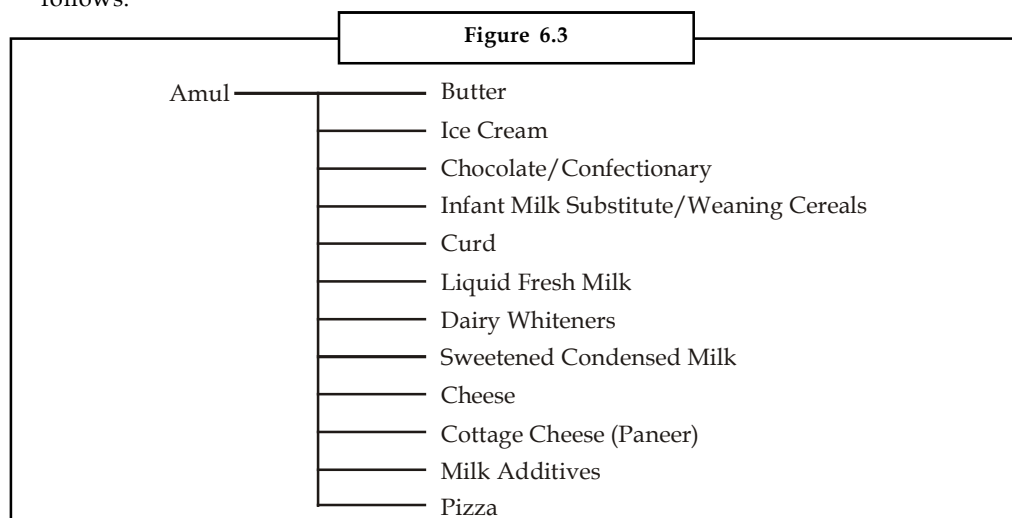 follows:
Figure 6.3
Amul Butter
Ice Cream
Chocolate/Confectionary
Infant Milk Substitute/Weaning Cereals
Curd
Liquid Fresh Milk
Dairy Whiteners
Sweetened Condensed Milk
Cheese
Cottage Cheese (Paneer)
Milk Additives
Pizza